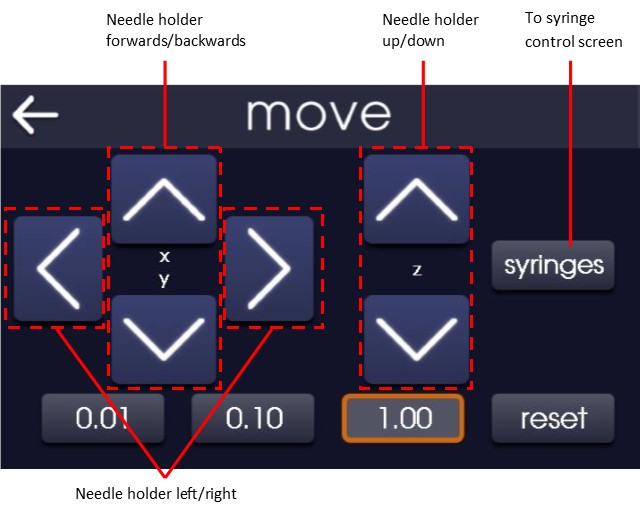 Needle holder
forwards/backwards
Needle holder
up/down
To syringe
control screen
move
x
y
z
syringes
0.01
0.10
1.00
reset
Needle holder left/right